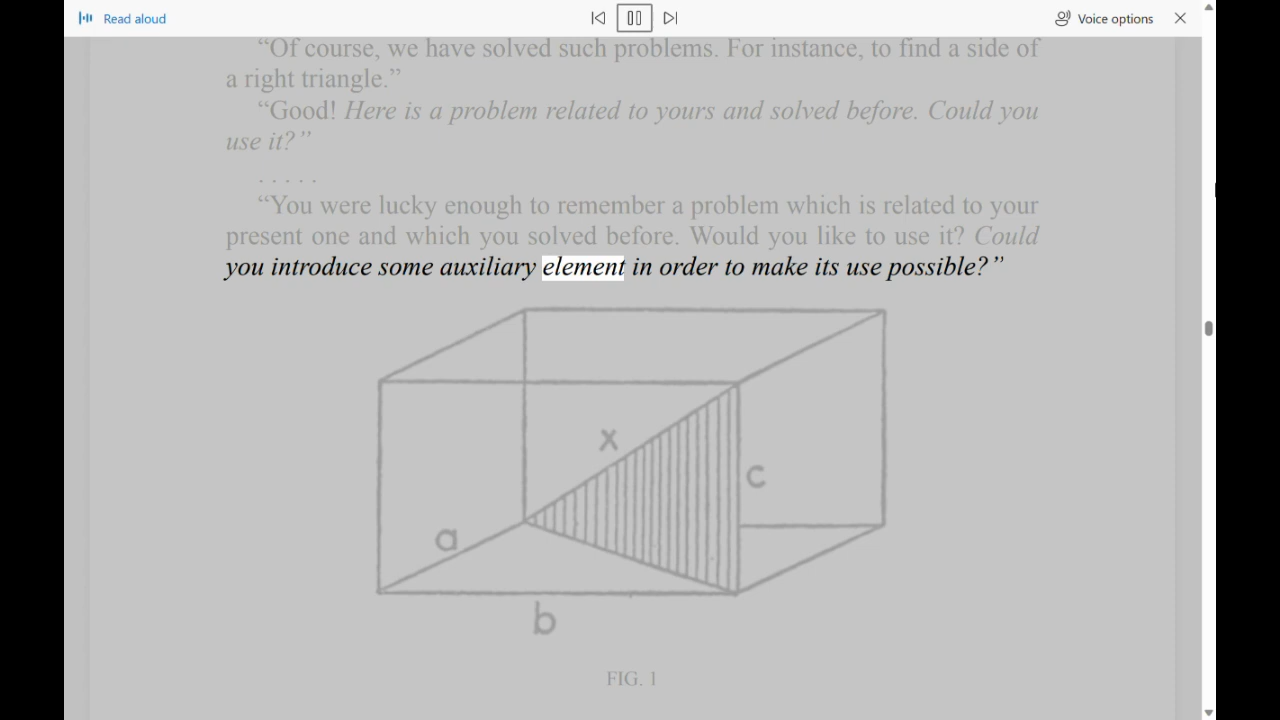 Read aloud
Voice options
“Of course, we have solved such problems. For instance, to find a side of
a right triangle.”
“Good! Here is a problem related to yours and solved before. Could you
use it?”
. . . . .
“You were lucky enough to remember a problem which is related to your
present one and which you solved before. Would you like to use it? Could
you introduce some auxiliary element in order to make its use possible?”
x
c
a
b
FIG. 1